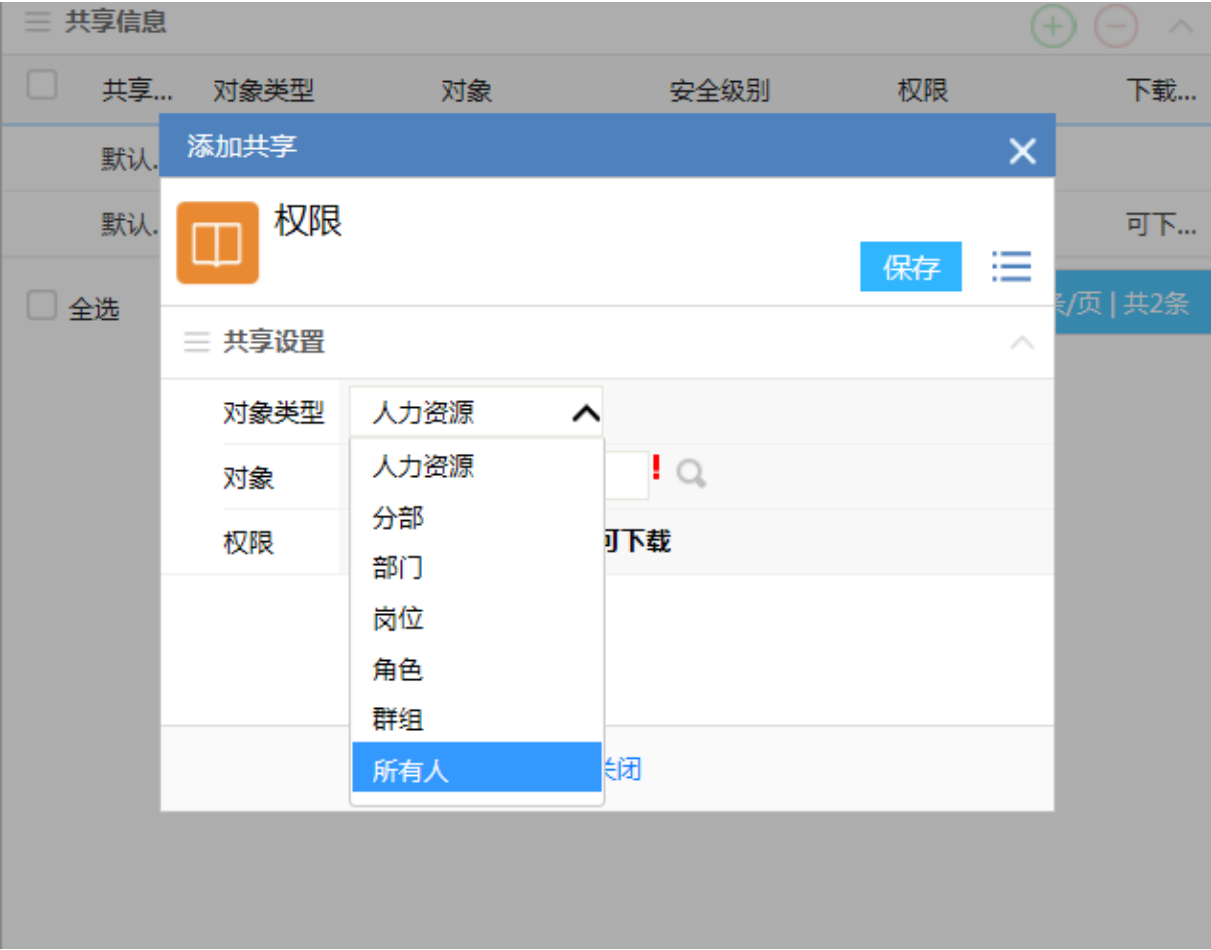 共享信息
共享... 对象类型 对象 安全级别 权限 下载...
添加共享
默认.
权限
默认.
可下...
保存
全选
条/页 | 共2条
共享设置
对象类型 人力资源
人力资源
对象
!
分部
权限
可下载
部门
岗位
角色
群组
所有人
关闭